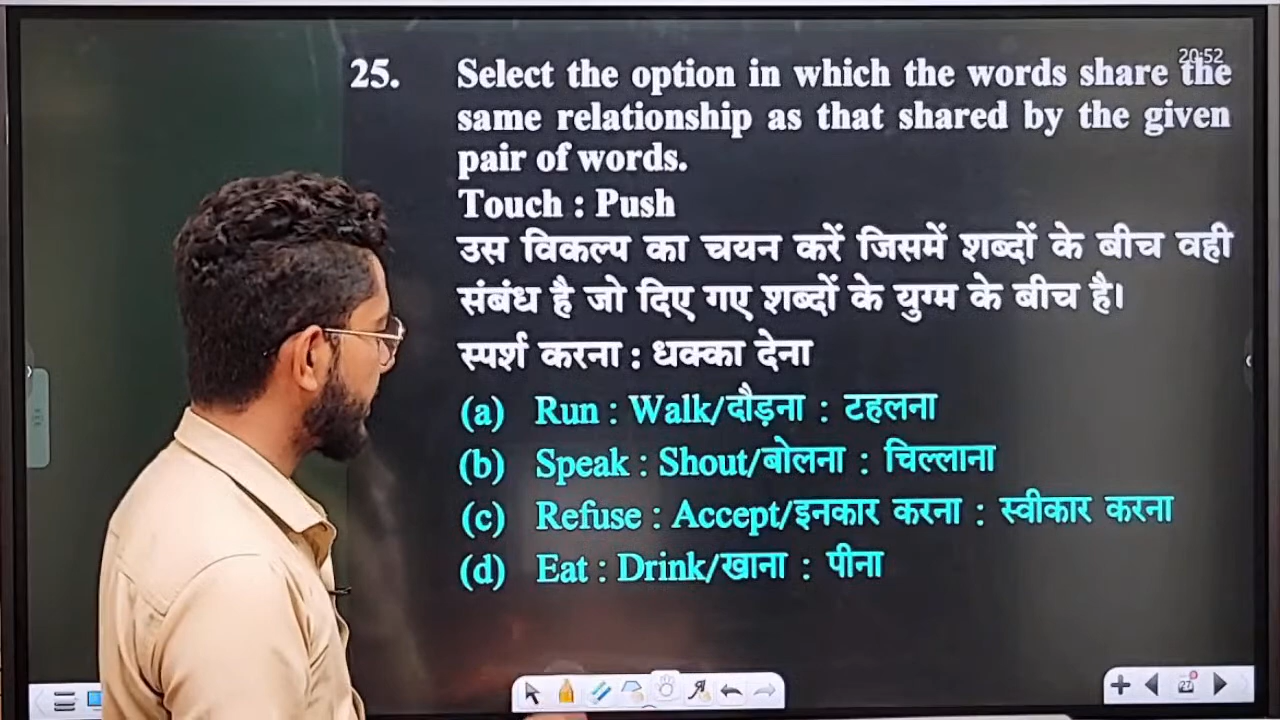 20:52
25. Select the option in which the words share the
same relationship as that shared by the given
pair of words.
Touch : Push
उस विकल्प का चयन करें जिसमें शब्दों के बीच वही
संबंध है जो दिए गए शब्दों के युग्म के बीच है।
स्पर्श करना : धक्का देना
(a) Run : Walk/दौड़ना : टहलना
(b) Speak : Shout/बोलना : चिल्लाना
(c) Refuse : Accept/इनकार करना : स्वीकार करना
(d) Eat : Drink/खाना : पीना
27